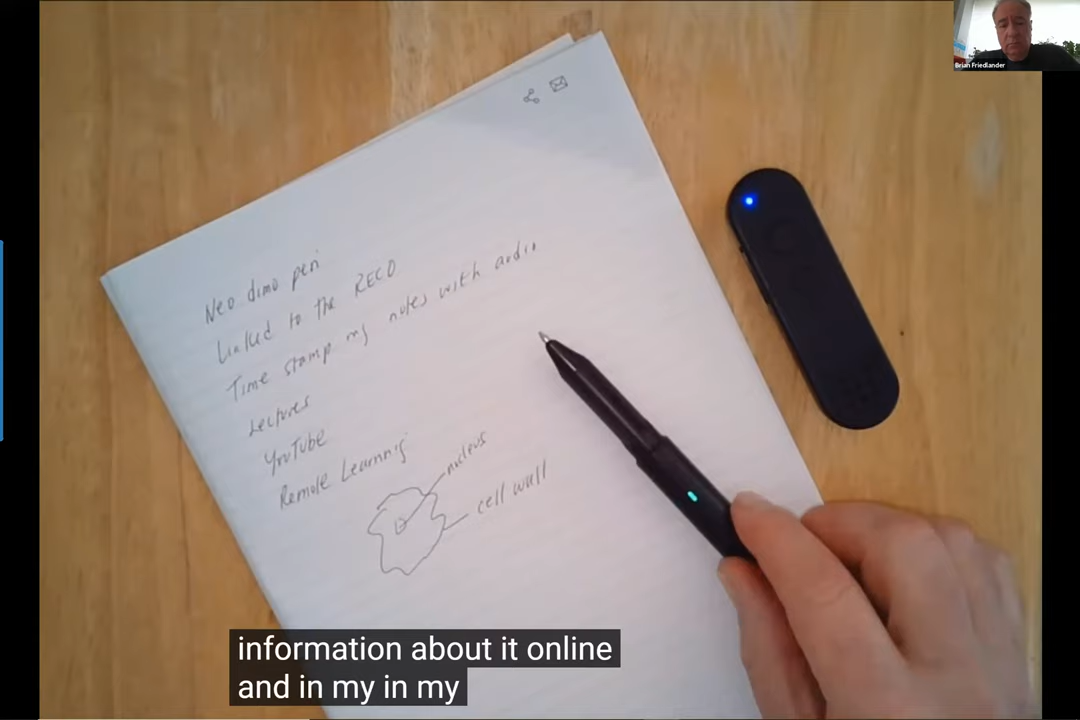 Brian Friedlander
Neo dimo pen
Linked to the RECO
Time stamp my notes with audio
Lectures
YouTube
Remote Learning
nucleus
cell wall
information about it online
and in my in my